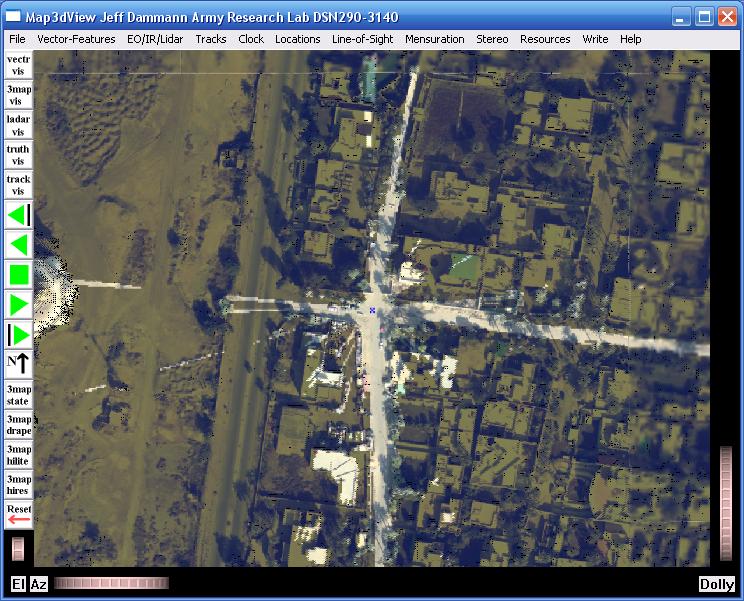 Map3dView Jeff Dammann Army Research Lab DSN290-3140
File Vector-Features EO/IR/Lidar Tracks Clock Locations Line-of-Sight Mensuration Stereo Resources Write Help
vectr
vis
3map
vis
ladar
vis
truth
vis
track
vis
N
3map
state
3map
drape
3map
hilite
3map
hires
Reset
El Az Dolly